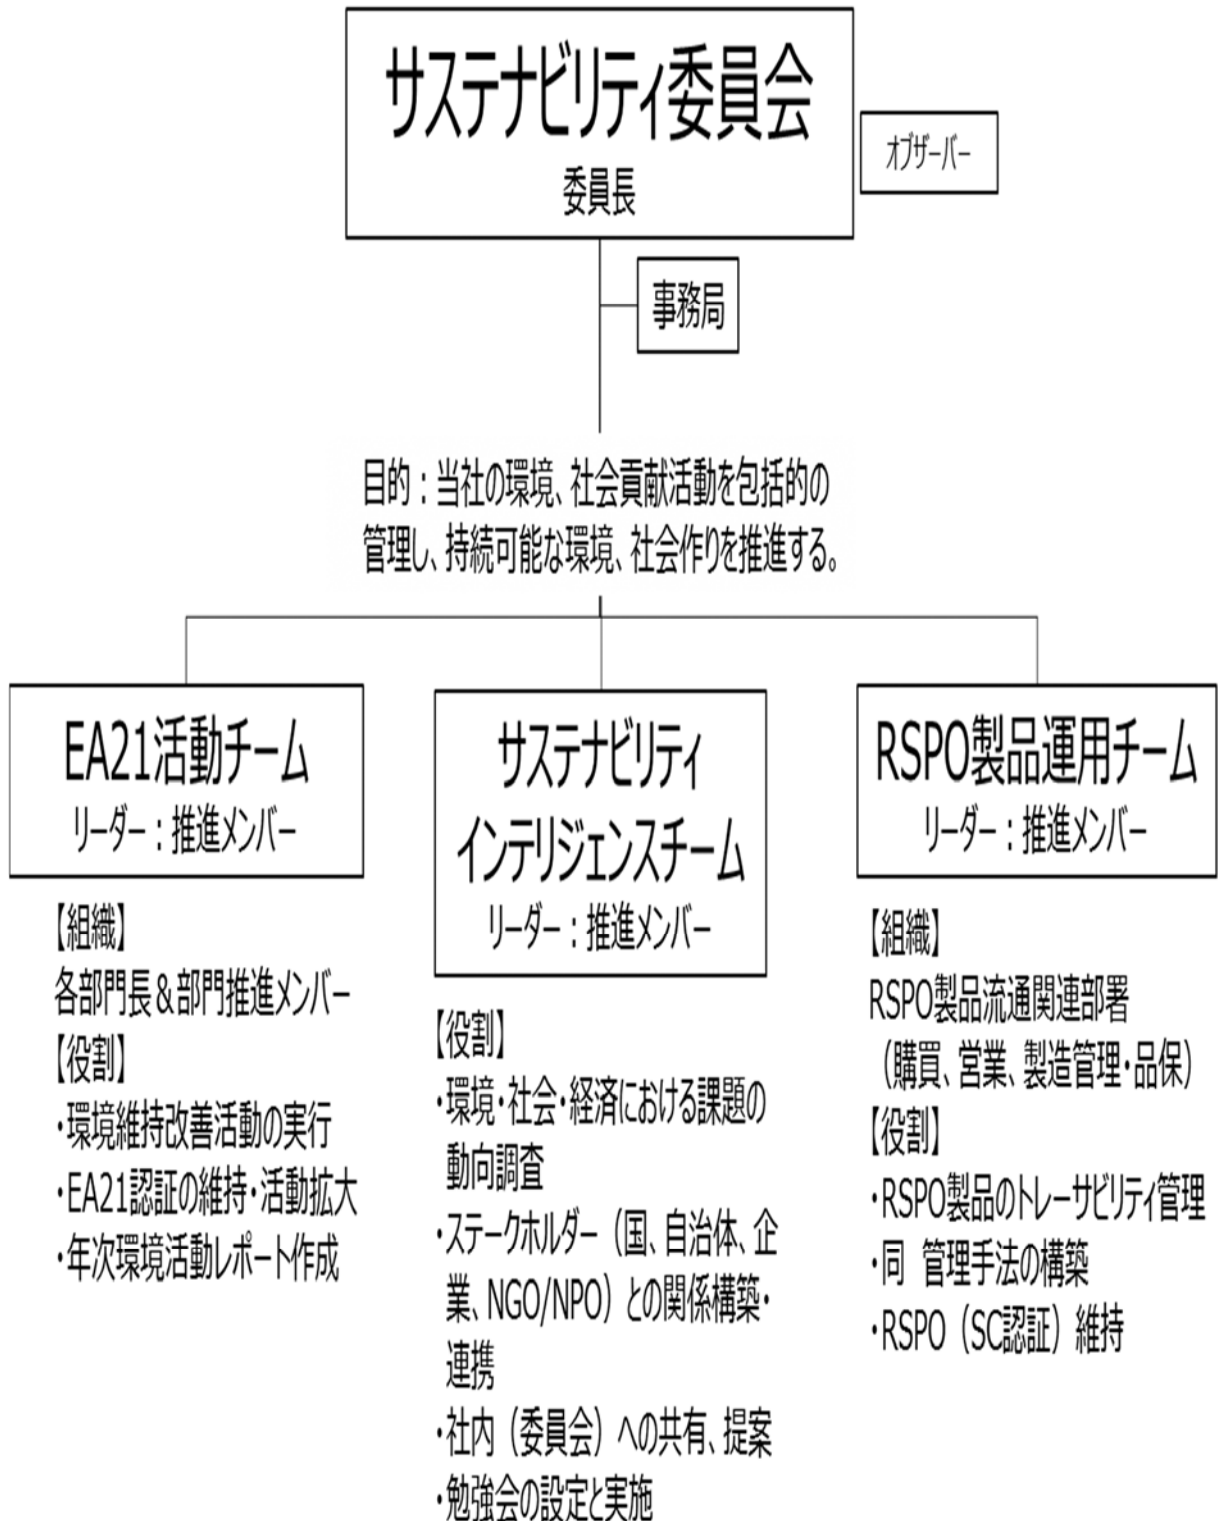 サステナビリティ委員会
委員長
オブザーバー
事務局
目的：当社の環境、社会貢献活動を包括的の
管理し、持続可能な環境、社会作りを推進する。
EA21活動チーム
リーダー：推進メンバー
【組織】
各部門長＆部門推進メンバー
【役割】
・環境維持改善活動の実行
・EA21認証の維持・活動拡大
・年次環境活動レポート作成
サステナビリティ
インテリジェンスチーム
リーダー：推進メンバー
【役割】
・環境・社会・経済における課題の
動向調査
・ステークホルダー（国、自治体、企
業、NGO/NPO）との関係構築・
連携
・社内（委員会）への共有、提案
・勉強会の設定と実施
RSPO製品運用チーム
リーダー：推進メンバー
【組織】
RSPO製品流通関連部署
（購買、営業、製造管理・品保）
【役割】
・RSPO製品のトレーサビリティ管理
・同　管理手法の構築
・RSPO（SC認証）維持